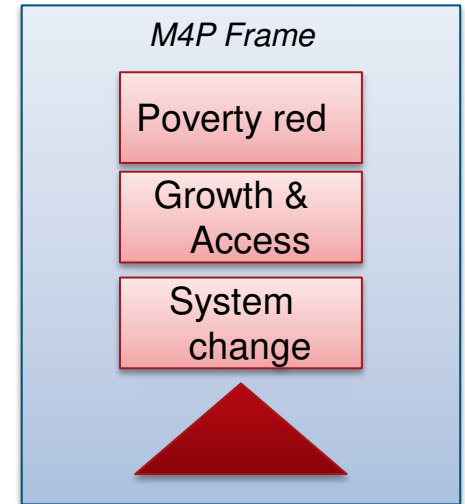 M4P Frame
Poverty red
Growth &
Access
System
change